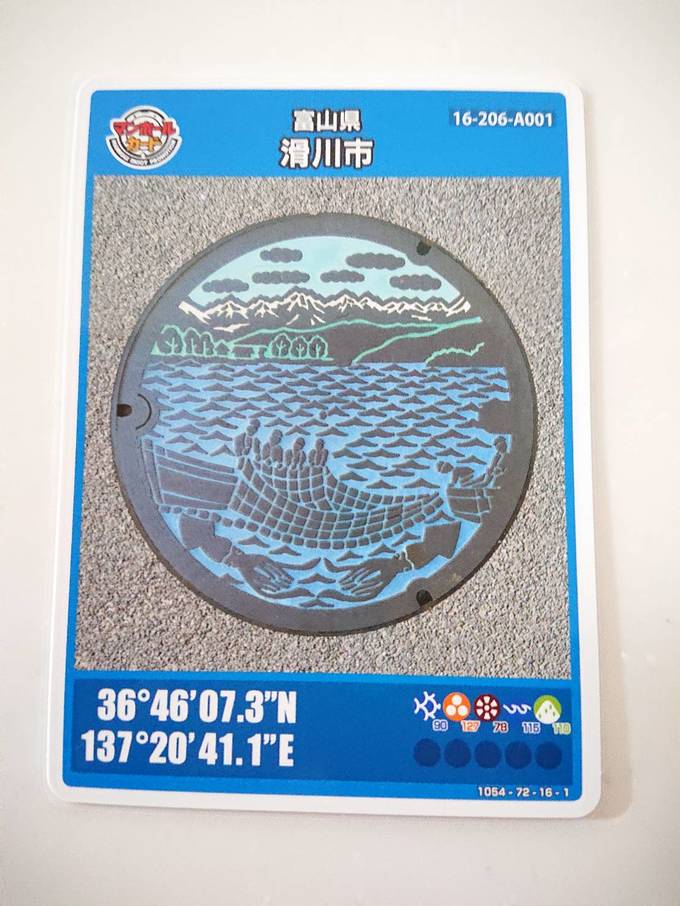 マンホール
カード
富山県
滑川市
16-206-A001
36°46'07.3"N
137°20'41.1"E
90 127 78 115 110
1054-72-16-1